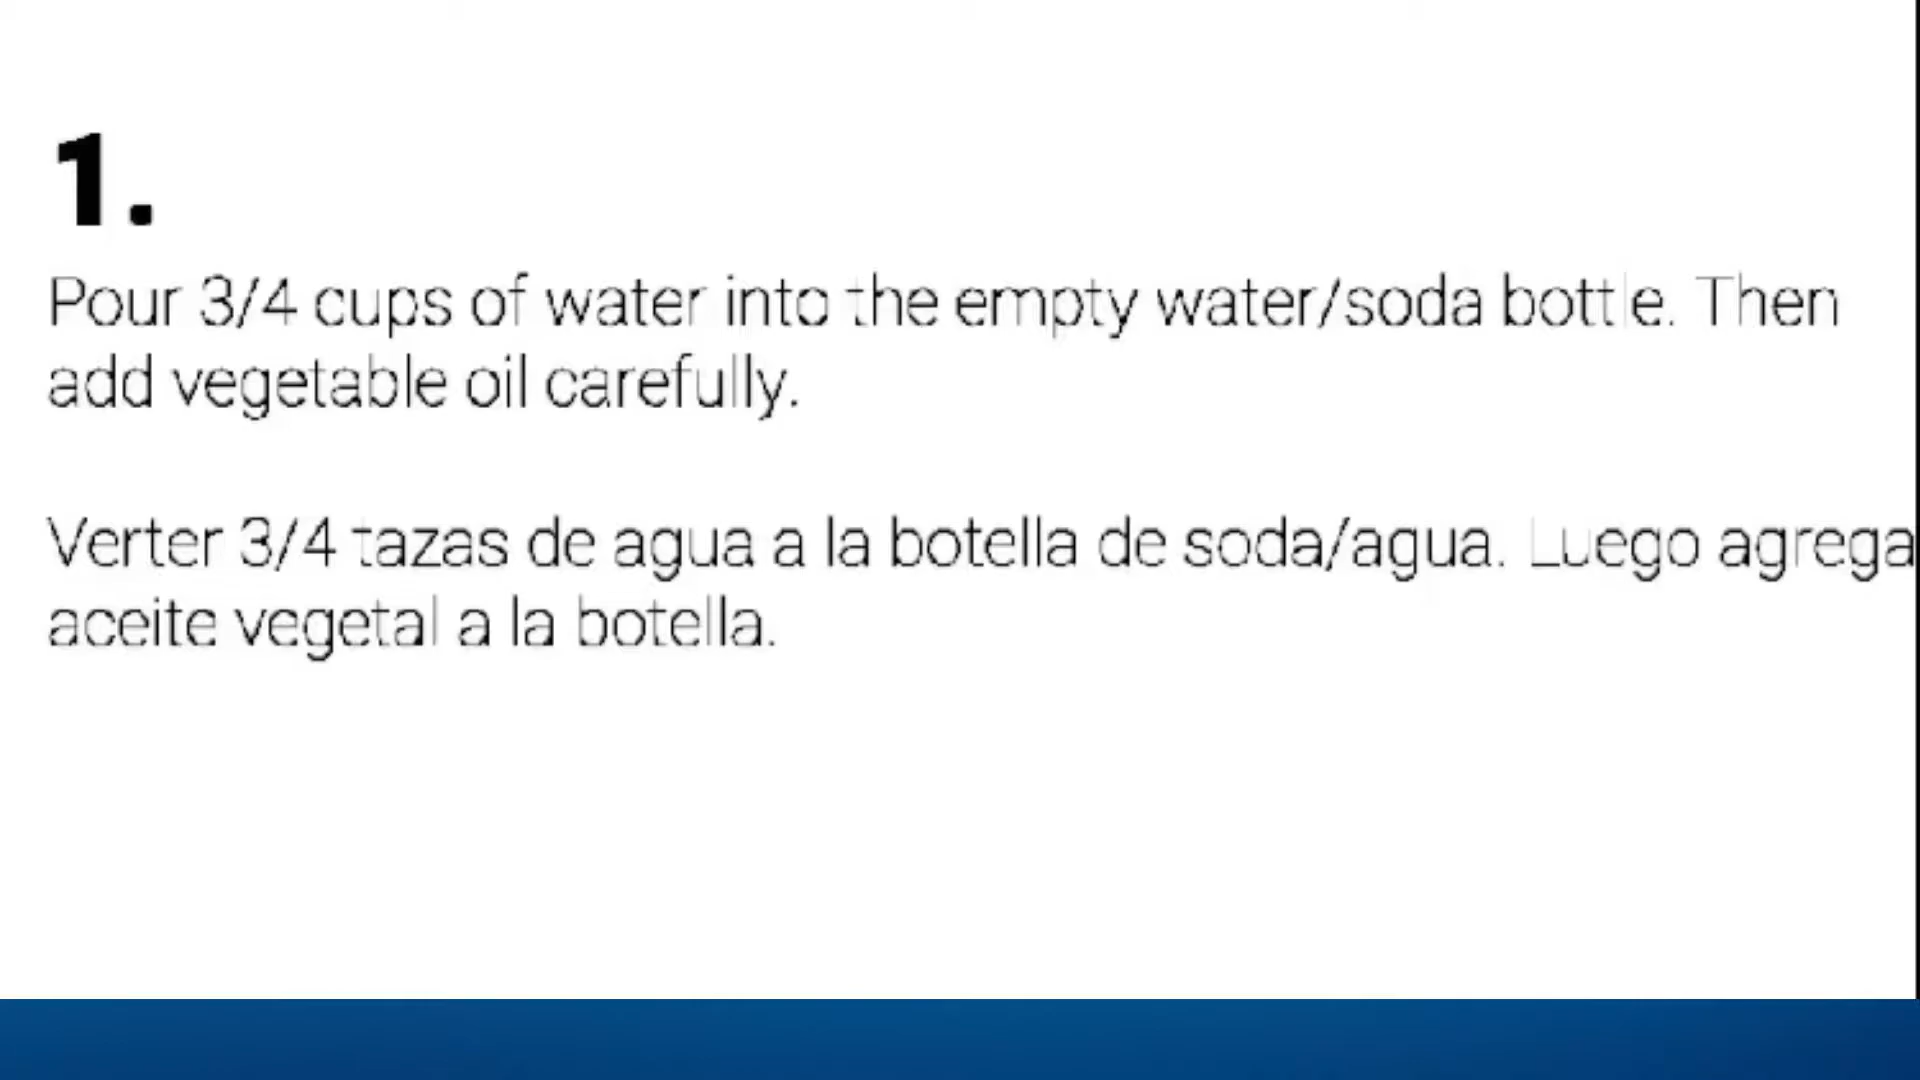 1.
Pour 3/4 cups of water into the empty water/soda bottle. Then
add vegetable oil carefully.
Verter 3/4 tazas de agua a la botella de soda/agua. Luego agrega
aceite vegetal a la botella.